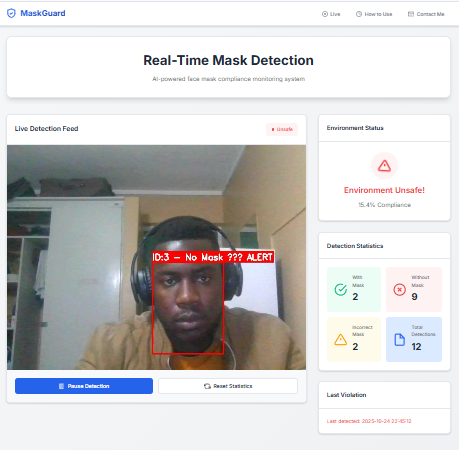 MaskGuard
Live
How to Use
Contact Me
Real-Time Mask Detection
AI-powered face mask compliance monitoring system
Live Detection Feed
Unsafe
ID:3 – No Mask ??? ALERT
Pause Detection
Reset Statistics
Environment Status
Environment Unsafe!
15.4% Compliance
Detection Statistics
With
Mask
2
Without
Mask
9
Incorrect
Mask
2
Total
Detections
12
Last Violation
Last detected: 2025-10-24 22:45:12